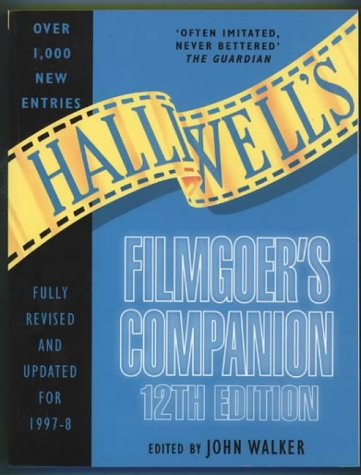 OVER
1,000
NEW
ENTRIES
'OFTEN IMITATED,
NEVER BETTERED'
THE GUARDIAN
HALLIWELL'S
FILMGOER'S
COMPANION
12TH EDITION
FULLY
REVISED
AND
UPDATED
FOR
1997-8
EDITED BY JOHN WALKER